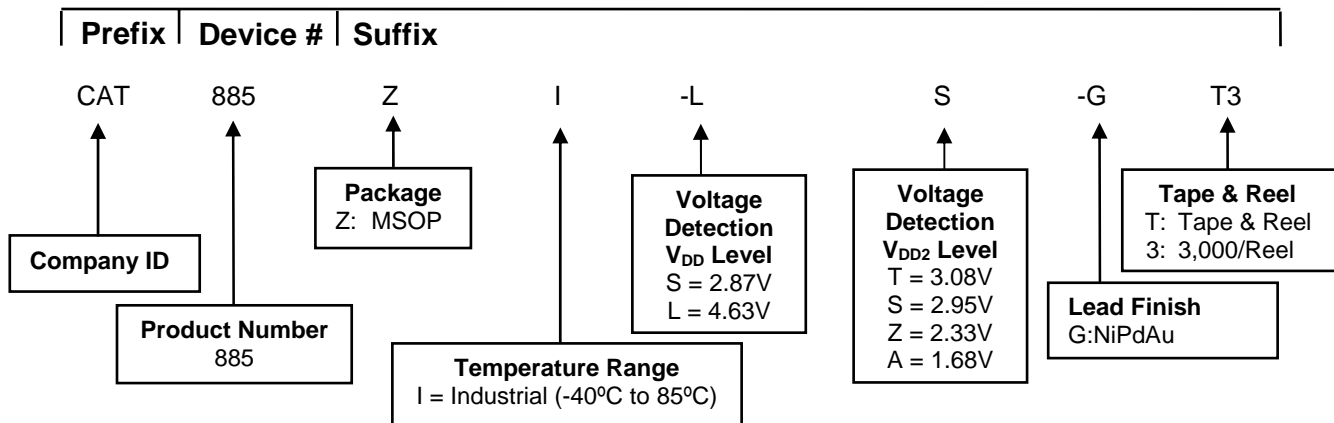 Prefix Device # Suffix
CAT 885 Z I -L S -G T3
Company ID
Product Number
885
Package
Z: MSOP
Temperature Range
I = Industrial (-40ºC to 85ºC)
Voltage
Detection
VDD Level
S = 2.87V
L = 4.63V
Voltage
Detection
VDD2 Level
T = 3.08V
S = 2.95V
Z = 2.33V
A = 1.68V
Lead Finish
G:NiPdAu
Tape & Reel
T: Tape & Reel
3: 3,000/Reel